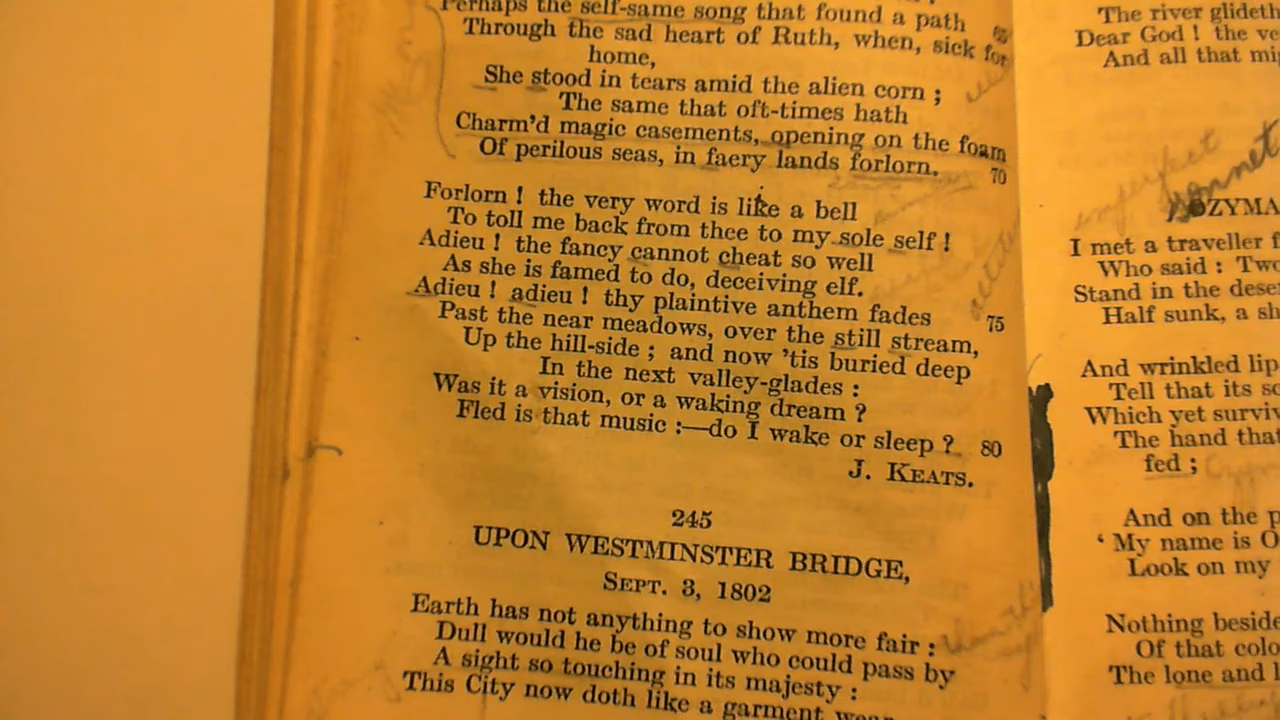 Perhaps the self-same song that found a path
Through the sad heart of Ruth, when, sick for
home,
She stood in tears amid the alien corn ;
The same that oft-times hath
Charm'd magic casements, opening on the foam
Of perilous seas, in faery lands forlorn. 70
Forlorn ! the very word is like a bell
To toll me back from thee to my sole self !
Adieu ! the fancy cannot cheat so well
As she is famed to do, deceiving elf.
Adieu ! adieu ! thy plaintive anthem fades 75
Past the near meadows, over the still stream,
Up the hill-side ; and now 'tis buried deep
In the next valley-glades :
Was it a vision, or a waking dream ?
Fled is that music :—do I wake or sleep ? 80
J. KEATS.
245
UPON WESTMINSTER BRIDGE,
SEPT. 3, 1802
Earth has not anything to show more fair :
Dull would he be of soul who could pass by
A sight so touching in its majesty :
This City now doth like a garment
The river glideth
Dear God ! the
And all that
imperfect
sonnet
OZYMA
I met a traveller
Who said : Two
Stand in the
Half sunk, a
And wrinkled lip
Tell that its
Which yet
The hand that
fed ;
And on the
‘ My name is
Look on my
Nothing beside
Of that
The lone and